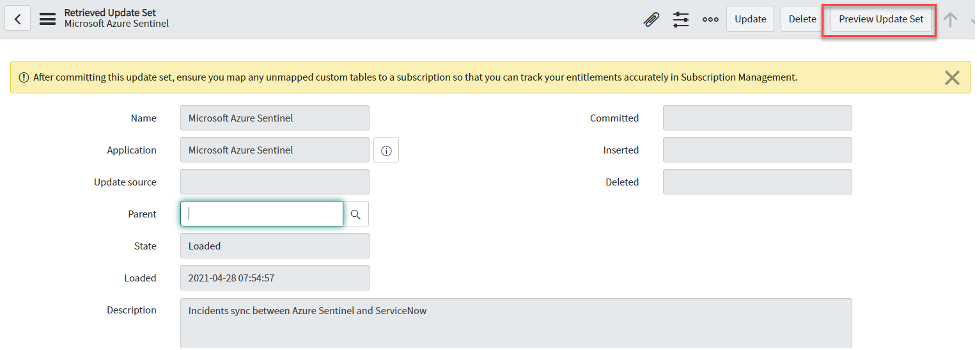 Retrieved Update Set
Microsoft Azure Sentinel
Update
Delete
Preview Update Set
After committing this update set, ensure you map any unmapped custom tables to a subscription so that you can track your entitlements accurately in Subscription Management.
Name Microsoft Azure Sentinel
Committed
Application Microsoft Azure Sentinel
Inserted
Update source
Deleted
Parent
State Loaded
Loaded 2021-04-28 07:54:57
Description Incidents sync between Azure Sentinel and ServiceNow